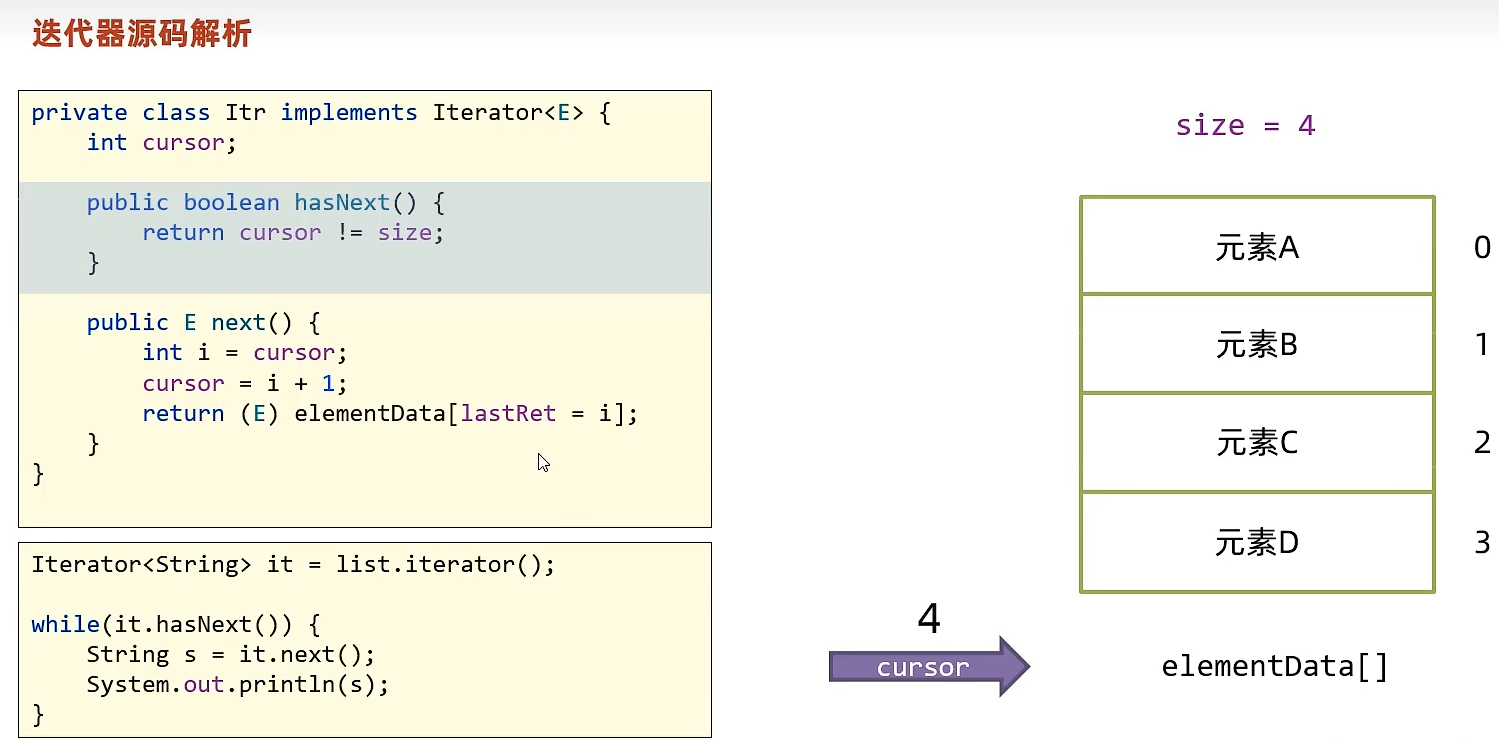 迭代器源码解析
private class Itr implements Iterator<E> {
    int cursor;
    public boolean hasNext() {
        return cursor != size;
    }
    public E next() {
        int i = cursor;
        cursor = i + 1;
        return (E) elementData[lastRet = i];
    }
}
Iterator<String> it = list.iterator();
while(it.hasNext()) {
    String s = it.next();
    System.out.println(s);
}
size = 4
元素A 0
元素B 1
元素C 2
元素D 3
4
cursor
elementData[]